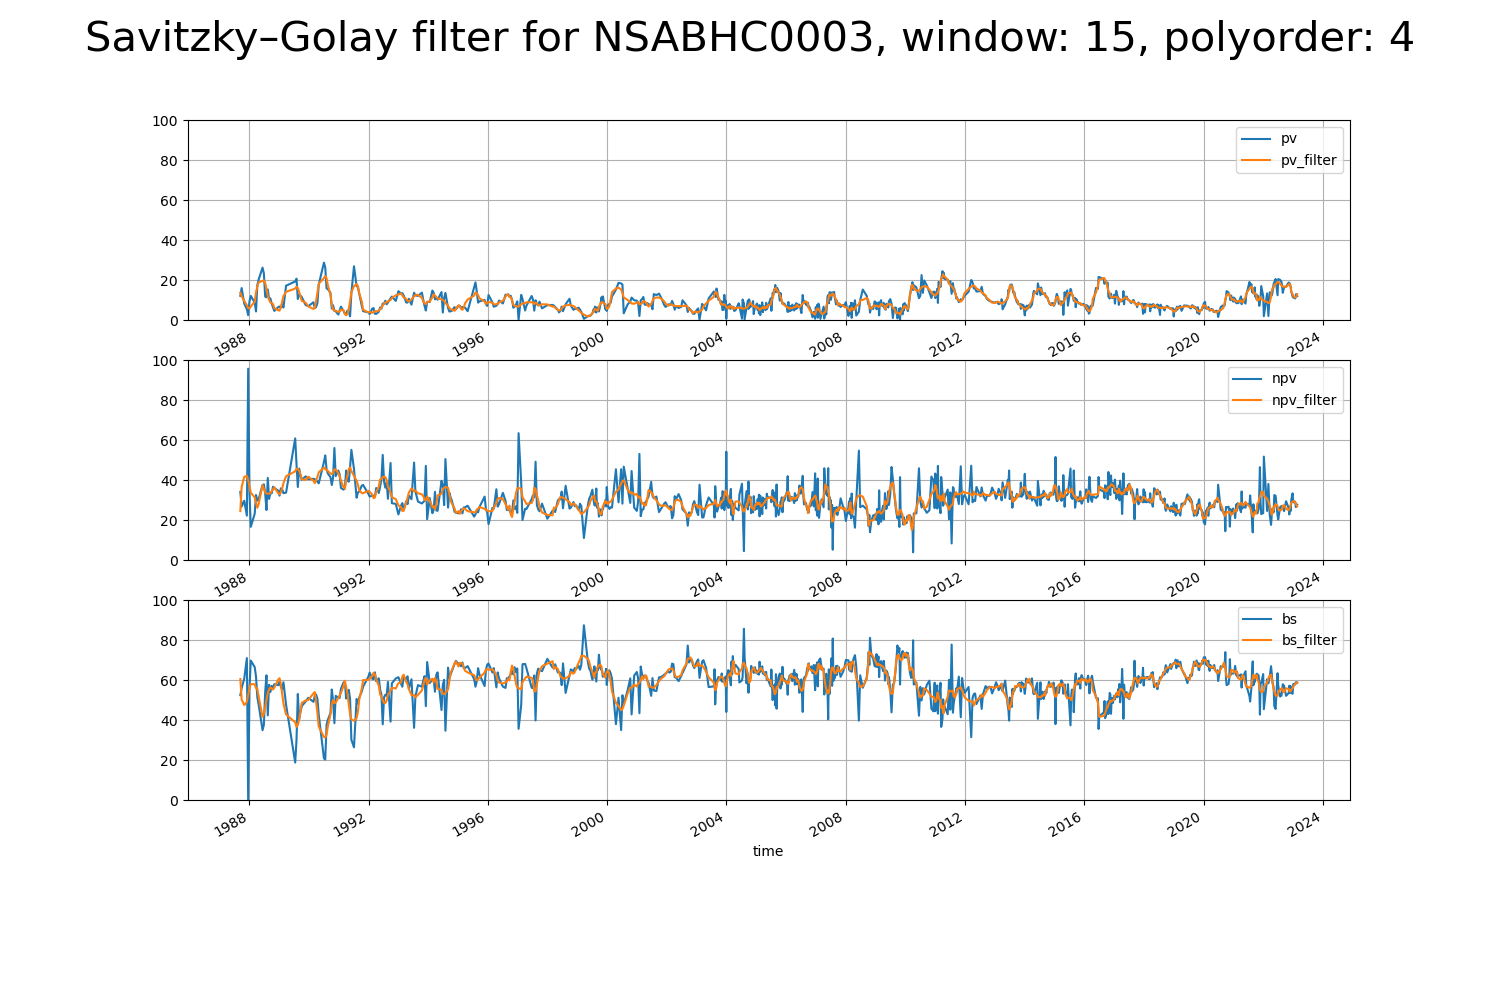 Savitzky–Golay filter for NSABHC0003, window: 15, polyorder: 4
100
80
60
40
20
0
pv
pv_filter
1988 1992 1996 2000 2004 2008 2012 2016 2020 2024
100
80
60
40
20
0
npv
npv_filter
1988 1992 1996 2000 2004 2008 2012 2016 2020 2024
100
80
60
40
20
0
bs
bs_filter
1988 1992 1996 2000 2004 2008 2012 2016 2020 2024
time